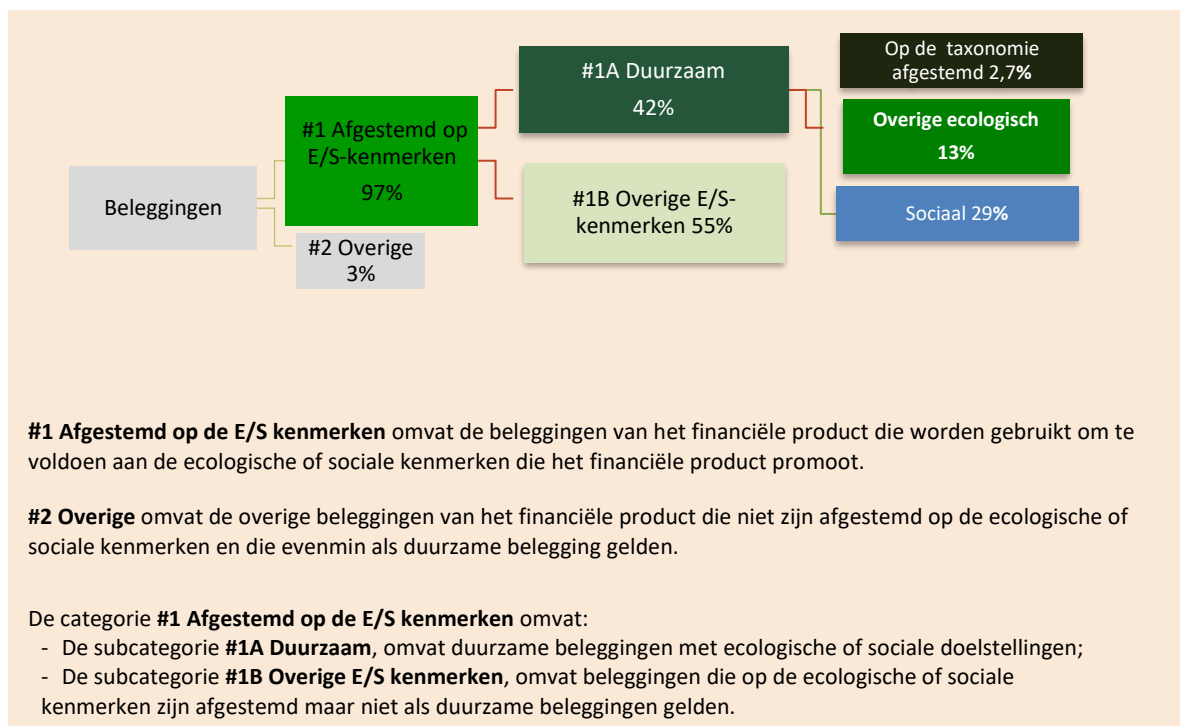 Beleggingen
#1 Afgestemd op
E/S-kenmerken
97%
#2 Overige
3%
#1A Duurzaam
42%
#1B Overige E/S-
kenmerken 55%
Op de taxonomie
afgestemd 2,7%
Overige ecologisch
13%
Sociaal 29%
#1 Afgestemd op de E/S kenmerken omvat de beleggingen van het financiële product die worden gebruikt om te
voldoen aan de ecologische of sociale kenmerken die het financiële product promoot.
#2 Overige omvat de overige beleggingen van het financiële product die niet zijn afgestemd op de ecologische of
sociale kenmerken en die evenmin als duurzame belegging gelden.
De categorie #1 Afgestemd op de E/S kenmerken omvat:
- De subcategorie #1A Duurzaam, omvat duurzame beleggingen met ecologische of sociale doelstellingen;
- De subcategorie #1B Overige E/S kenmerken, omvat beleggingen die op de ecologische of sociale
kenmerken zijn afgestemd maar niet als duurzame beleggingen gelden.